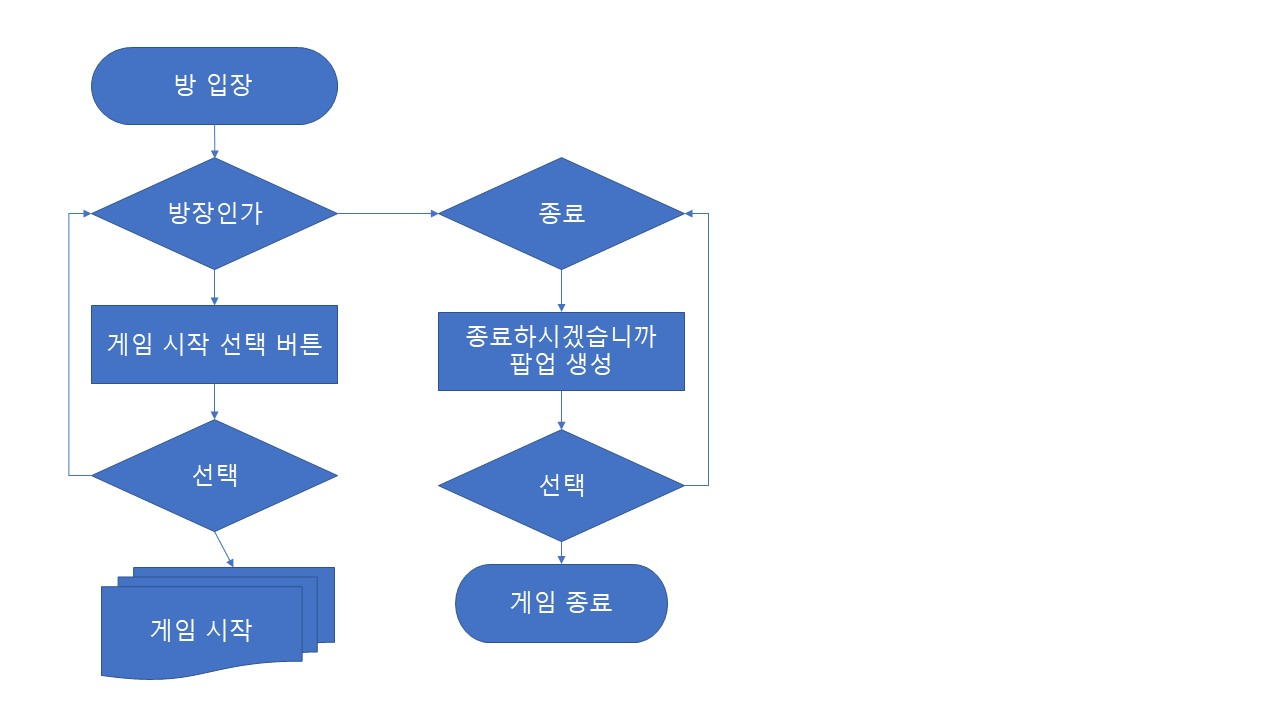 방 입장
방장인가
종료
게임 시작 선택 버튼
종료하시겠습니까
팝업 생성
선택
선택
게임 시작
게임 종료